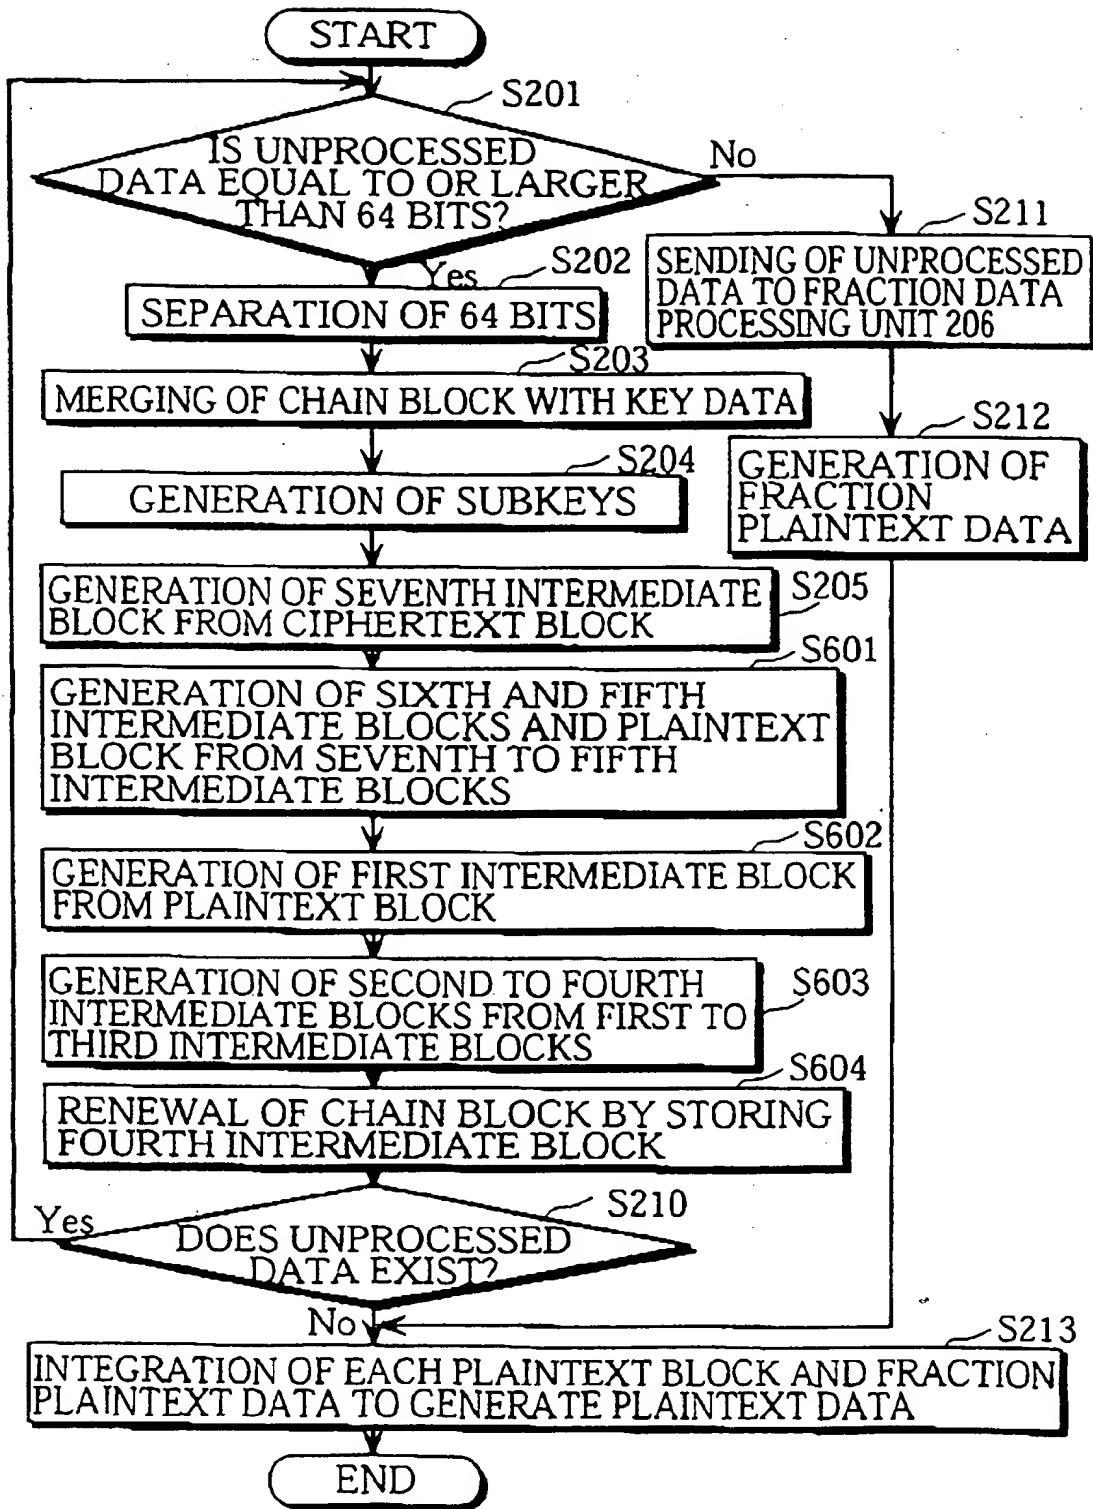 START
S201
IS UNPROCESSED
DATA EQUAL TO OR LARGER
THAN 64 BITS?
No
Yes
S202
SEPARATION OF 64 BITS
S203
MERGING OF CHAIN BLOCK WITH KEY DATA
S204
GENERATION OF SUBKEYS
S205
GENERATION OF SEVENTH INTERMEDIATE
BLOCK FROM CIPHERTEXT BLOCK
S601
GENERATION OF SIXTH AND FIFTH
INTERMEDIATE BLOCKS AND PLAINTEXT
BLOCK FROM SEVENTH TO FIFTH
INTERMEDIATE BLOCKS
S602
GENERATION OF FIRST INTERMEDIATE BLOCK
FROM PLAINTEXT BLOCK
S603
GENERATION OF SECOND TO FOURTH
INTERMEDIATE BLOCKS FROM FIRST TO
THIRD INTERMEDIATE BLOCKS
S604
RENEWAL OF CHAIN BLOCK BY STORING
FOURTH INTERMEDIATE BLOCK
S210
Yes
DOES UNPROCESSED
DATA EXIST?
No
S211
SENDING OF UNPROCESSED
DATA TO FRACTION DATA
PROCESSING UNIT 206
S212
GENERATION OF
FRACTION
PLAINTEXT DATA
S213
INTEGRATION OF EACH PLAINTEXT BLOCK AND FRACTION
PLAINTEXT DATA TO GENERATE PLAINTEXT DATA
END